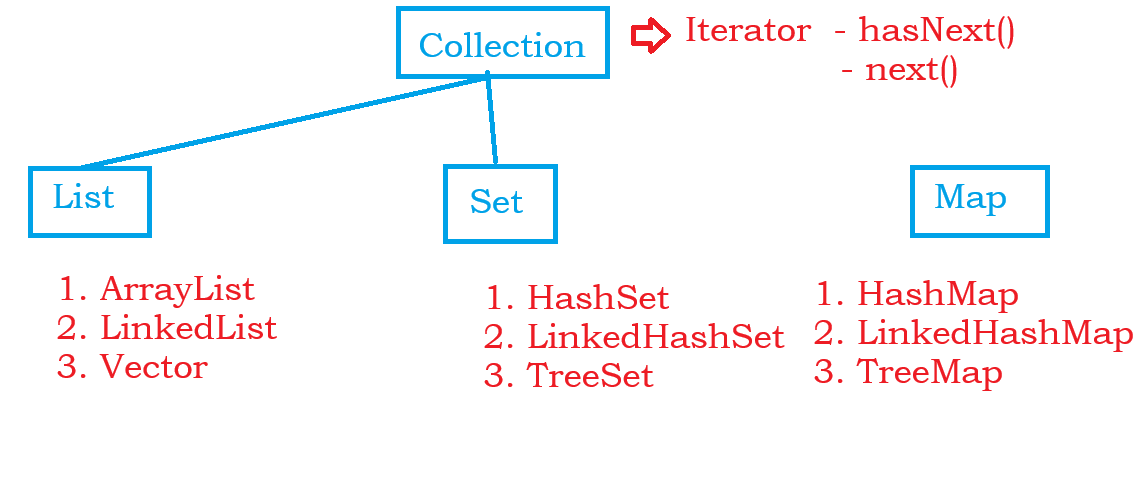 Collection
Iterator - hasNext()
- next()
List
Set
Map
1. ArrayList
2. LinkedList
3. Vector
1. HashSet
2. LinkedHashSet
3. TreeSet
1. HashMap
2. LinkedHashMap
3. TreeMap